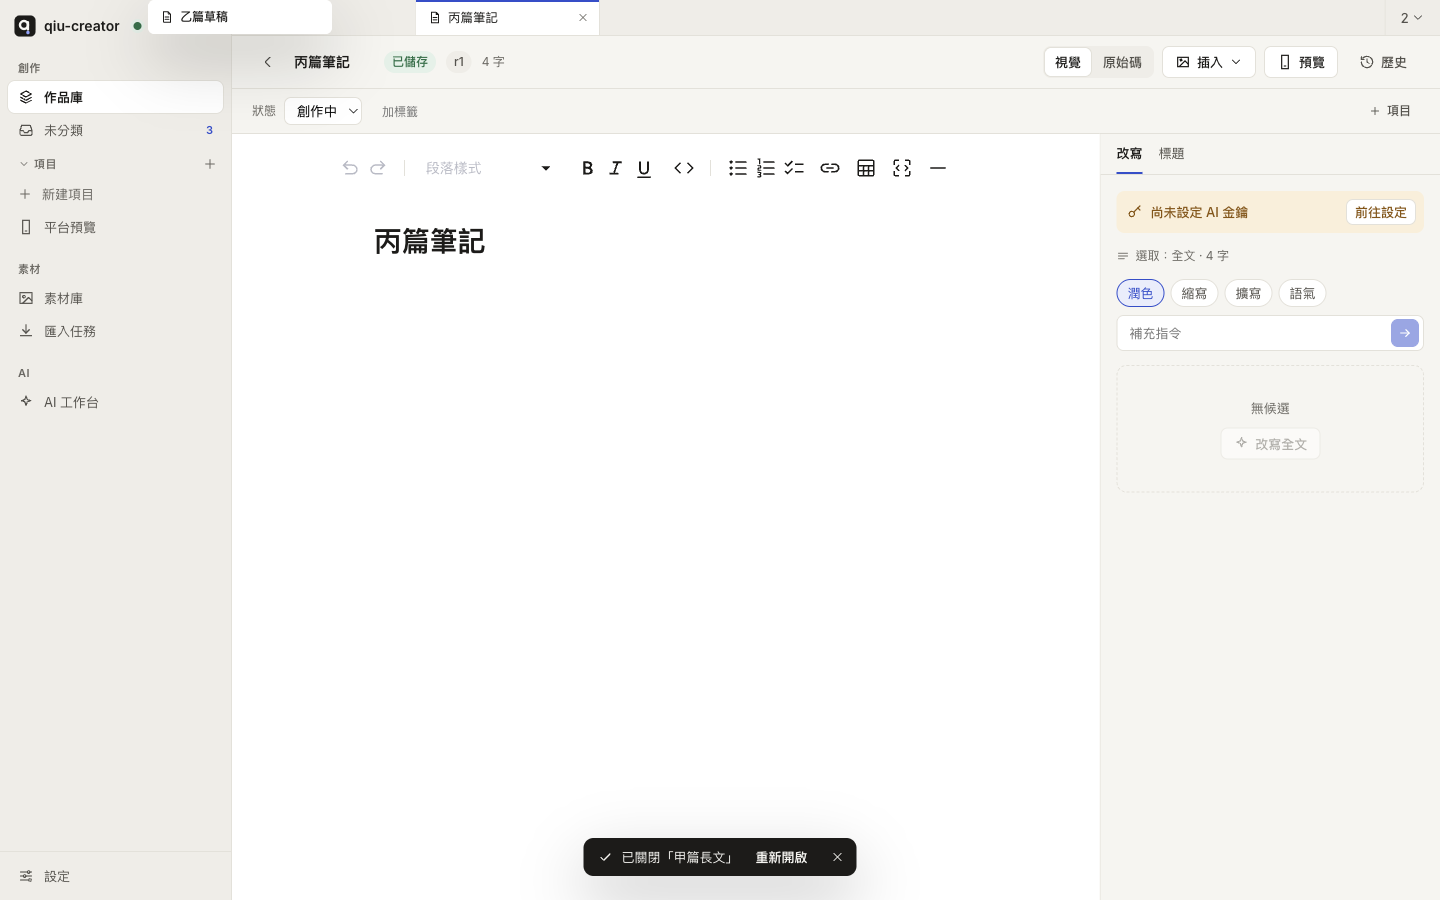 qiu-creator
乙篇草稿
丙篇筆記
2
創作
作品庫
未分類
3
項目
新建項目
平台預覽
素材
素材庫
匯入任務
AI
AI 工作台
設定
丙篇筆記
已儲存
r1
4 字
視覺
原始碼
插入
預覽
歷史
狀態
創作中
加標籤
項目
段落樣式
B
I
U
丙篇筆記
改寫
標題
尚未設定 AI 金鑰
前往設定
選取：全文 · 4 字
潤色
縮寫
擴寫
語氣
補充指令
無候選
改寫全文
已關閉「甲篇長文」
重新開啟